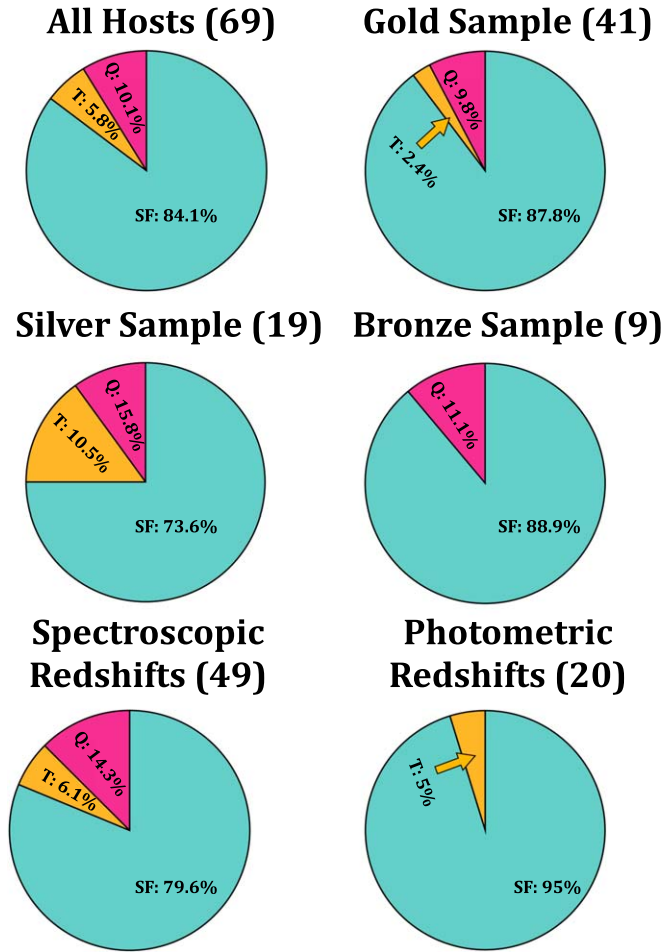 All Hosts (69)
Q: 10.1%
T: 5.8%
SF: 84.1%
Gold Sample (41)
Q: 9.8%
T: 2.4%
SF: 87.8%
Silver Sample (19)
Q: 15.8%
T: 10.5%
SF: 73.6%
Bronze Sample (9)
Q: 11.1%
SF: 88.9%
Spectroscopic
Redshifts (49)
Q: 14.3%
T: 6.1%
SF: 79.6%
Photometric
Redshifts (20)
T: 5%
SF: 95%